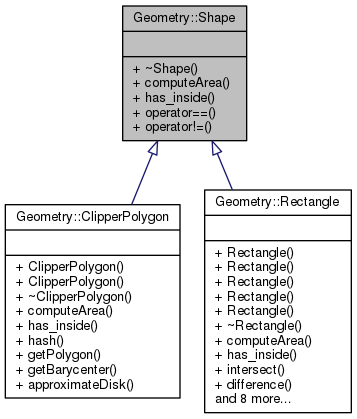 Geometry::Shape
+ ~Shape()
+ computeArea()
+ has_inside()
+ operator==()
+ operator!=()
Geometry::ClipperPolygon
+ ClipperPolygon()
+ ClipperPolygon()
+ ~ClipperPolygon()
+ computeArea()
+ has_inside()
+ hash()
+ getPolygon()
+ getBarycenter()
+ approximateDisk()
Geometry::Rectangle
+ Rectangle()
+ Rectangle()
+ Rectangle()
+ Rectangle()
+ Rectangle()
+ ~Rectangle()
+ computeArea()
+ has_inside()
+ intersect()
+ difference()
and 8 more...